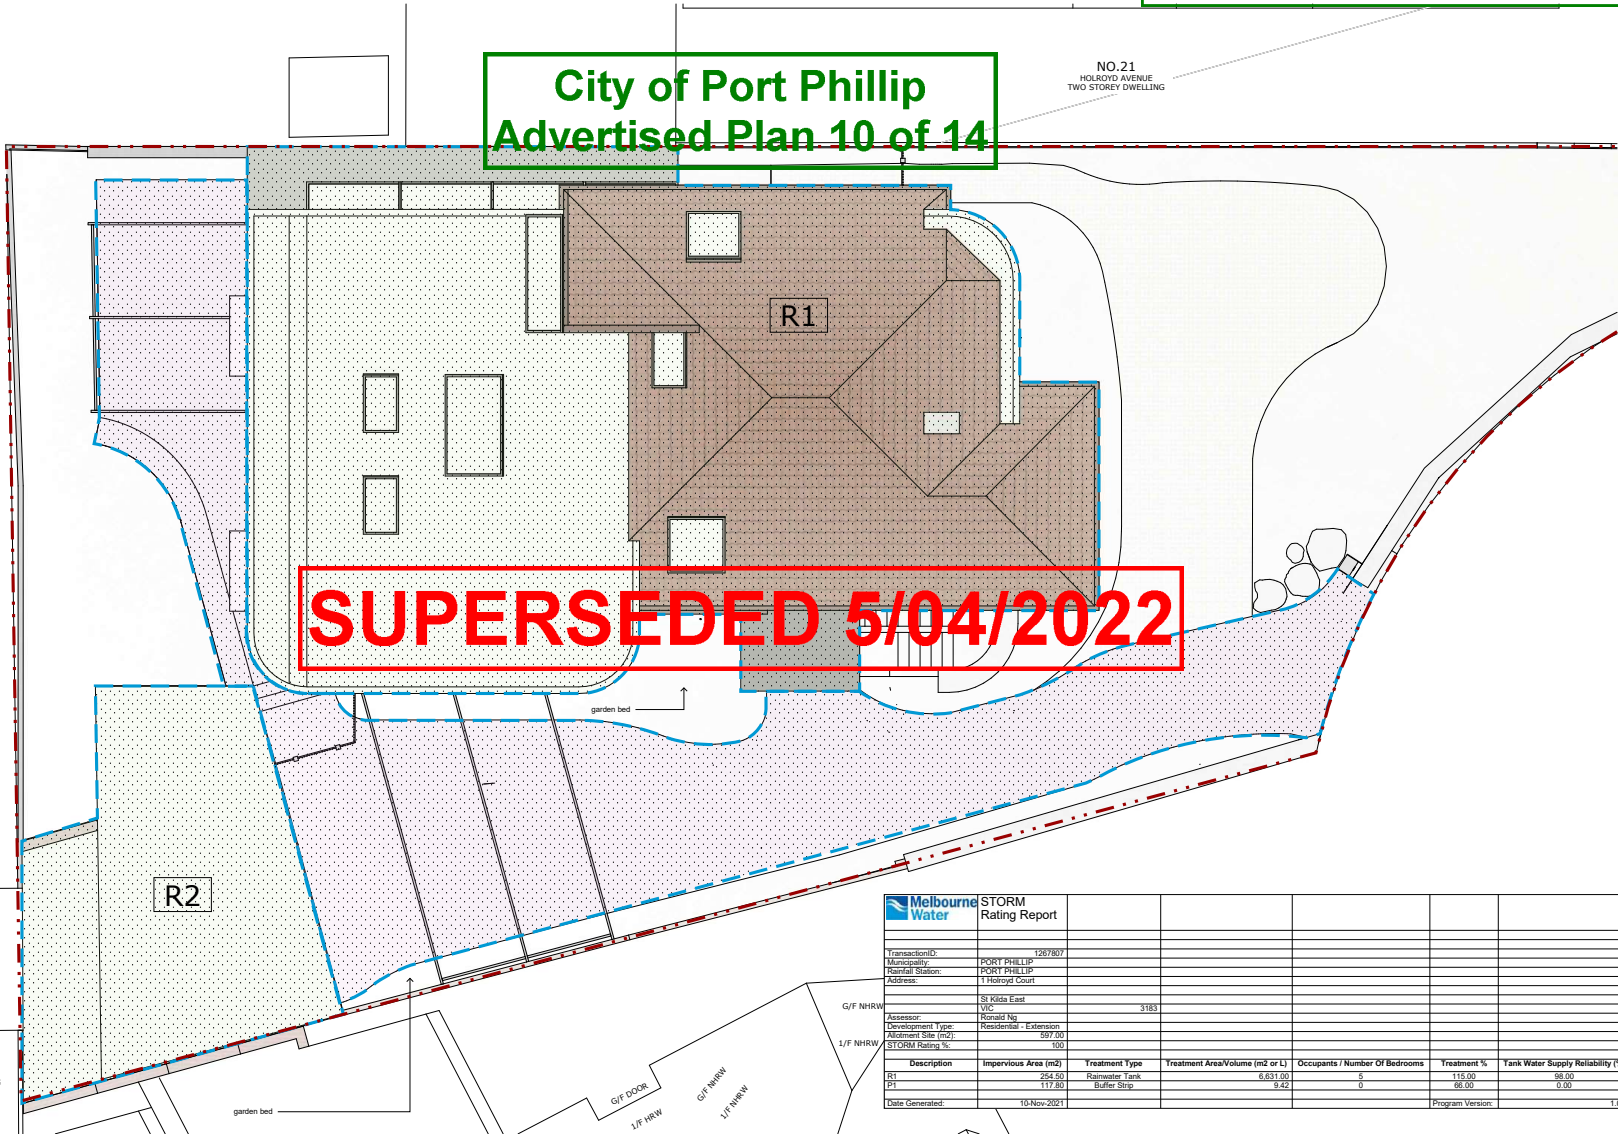 City of Port Phillip
Advertised Plan 10 of 14
NO.21
HOLROYD AVENUE
TWO STOREY DWELLING
R1
SUPERSEDED 5/04/2022
garden bed
R2
garden bed
G/F DOOR
1/F HRW
G/F NHRW
1/F NHRW
G/F NHRW
1/F NHRW
Melbourne Water STORM Rating Report
TransactionID: 1267807
Municipality: PORT PHILLIP
Rainfall Station: PORT PHILLIP
Address: 1 Holroyd Court
St Kilda East
VIC 3183
Assessor: Ronald Ng
Development Type: Residential - Extension
Allotment Site (m2): 597.00
STORM Rating %: 100
Description Impervious Area (m2) Treatment Type Treatment Area/Volume (m2 or L) Occupants / Number Of Bedrooms Treatment % Tank Water Supply Reliability
R1 254.50 Rainwater Tank 6,631.00 5 115.00 98.00
P1 117.80 Buffer Strip 9.42 0 66.00 0.00
Date Generated: 10-Nov-2021 Program Version: